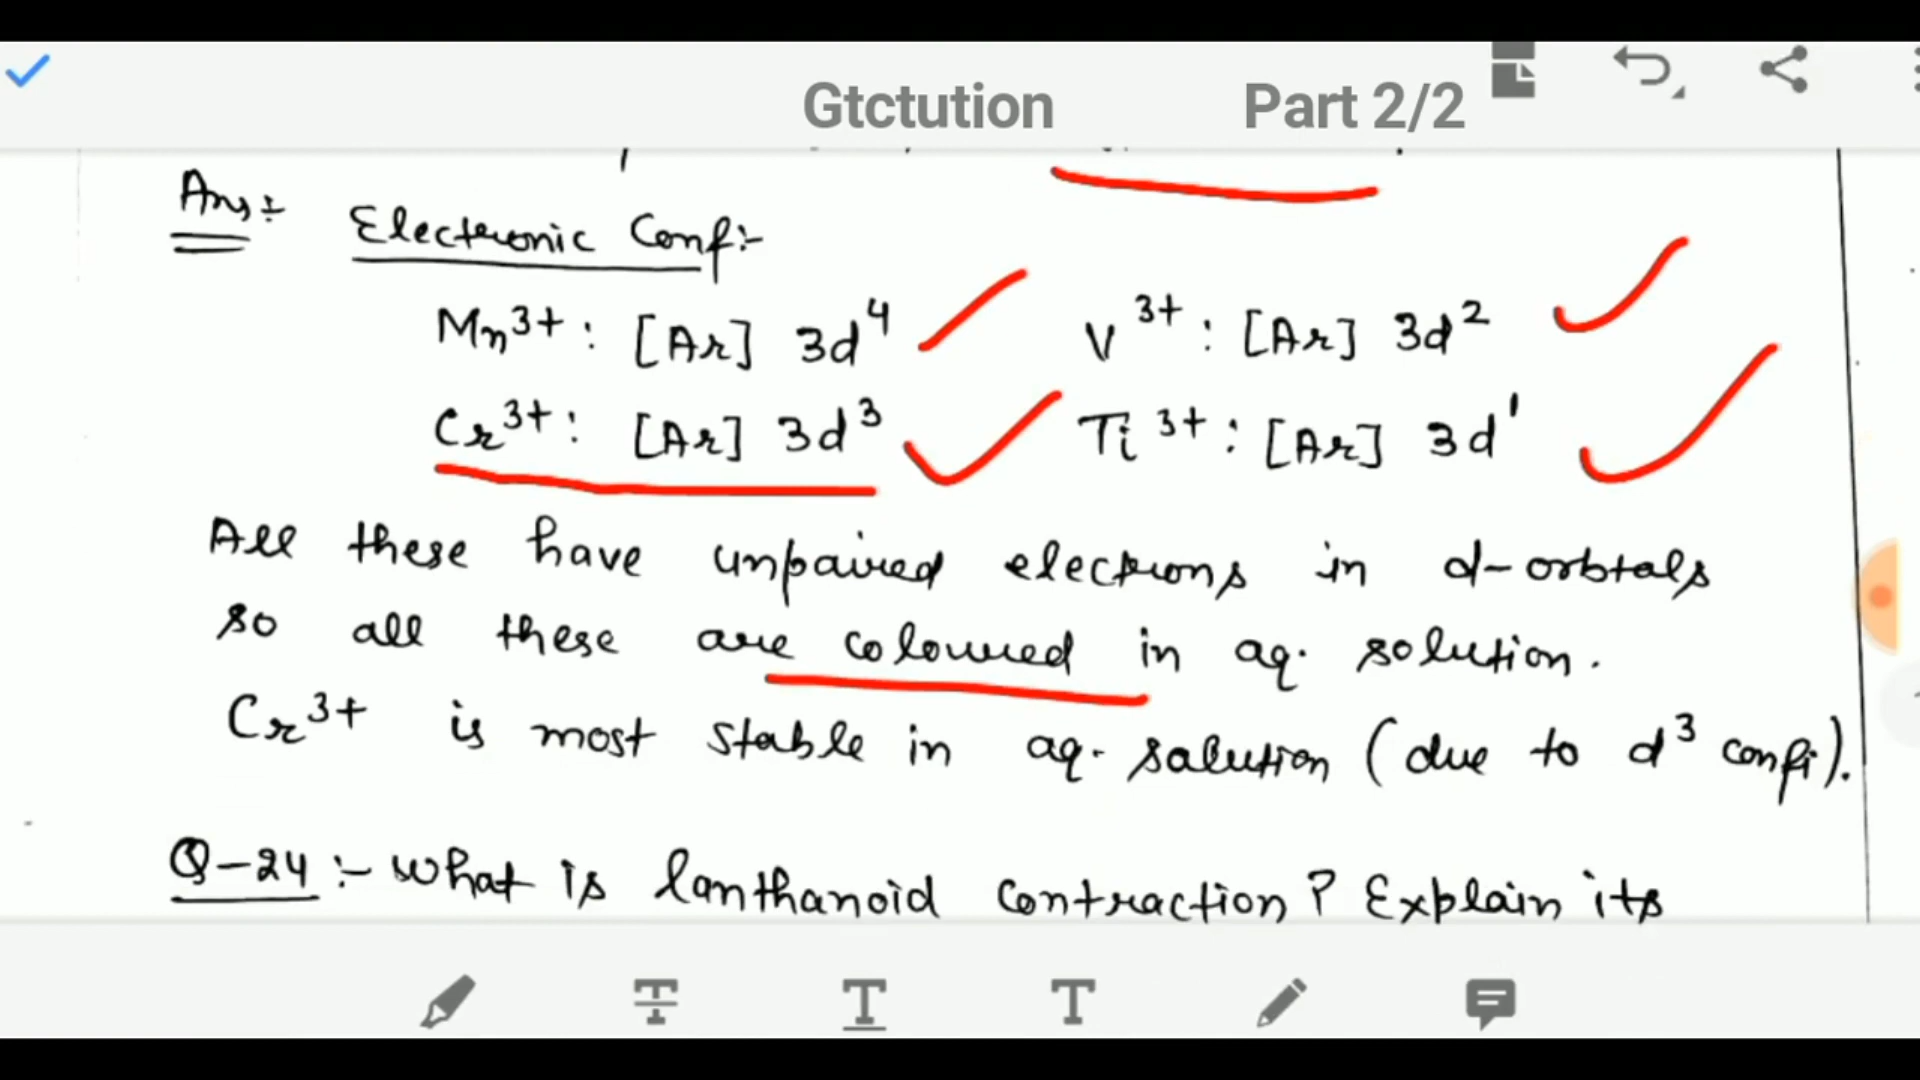 Gtctution Part 2/2
Ans:-
Electronic Conf:-
Mn3+: [Ar] 3d4 V3+: [Ar] 3d2
Cr3+: [Ar] 3d3 Ti3+: [Ar] 3d1
All these have unpaired electrons in d-orbtals
so all these are coloured in aq. solution.
Cr3+ is most stable in aq. solution (due to d3 confi).
Q-24:- What is lanthanoid contraction? Explain its